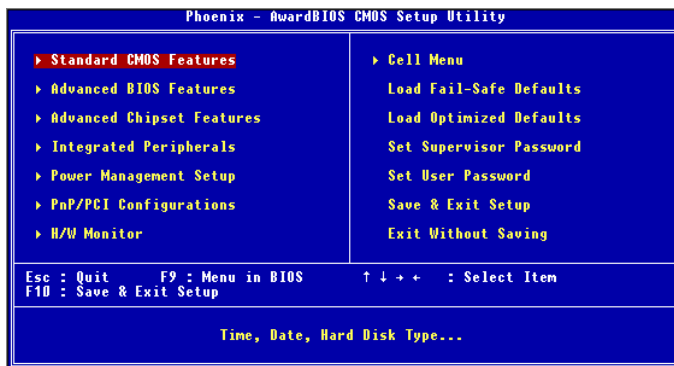 Phoenix - AwardBIOS CMOS Setup Utility
▸ Standard CMOS Features
▸ Advanced BIOS Features
▸ Advanced Chipset Features
▸ Integrated Peripherals
▸ Power Management Setup
▸ PnP/PCI Configurations
▸ H/W Monitor
▸ Cell Menu
Load Fail-Safe Defaults
Load Optimized Defaults
Set Supervisor Password
Set User Password
Save & Exit Setup
Exit Without Saving
Esc : Quit F9 : Menu in BIOS ↑ ↓ → ← : Select Item
F10 : Save & Exit Setup
Time, Date, Hard Disk Type...